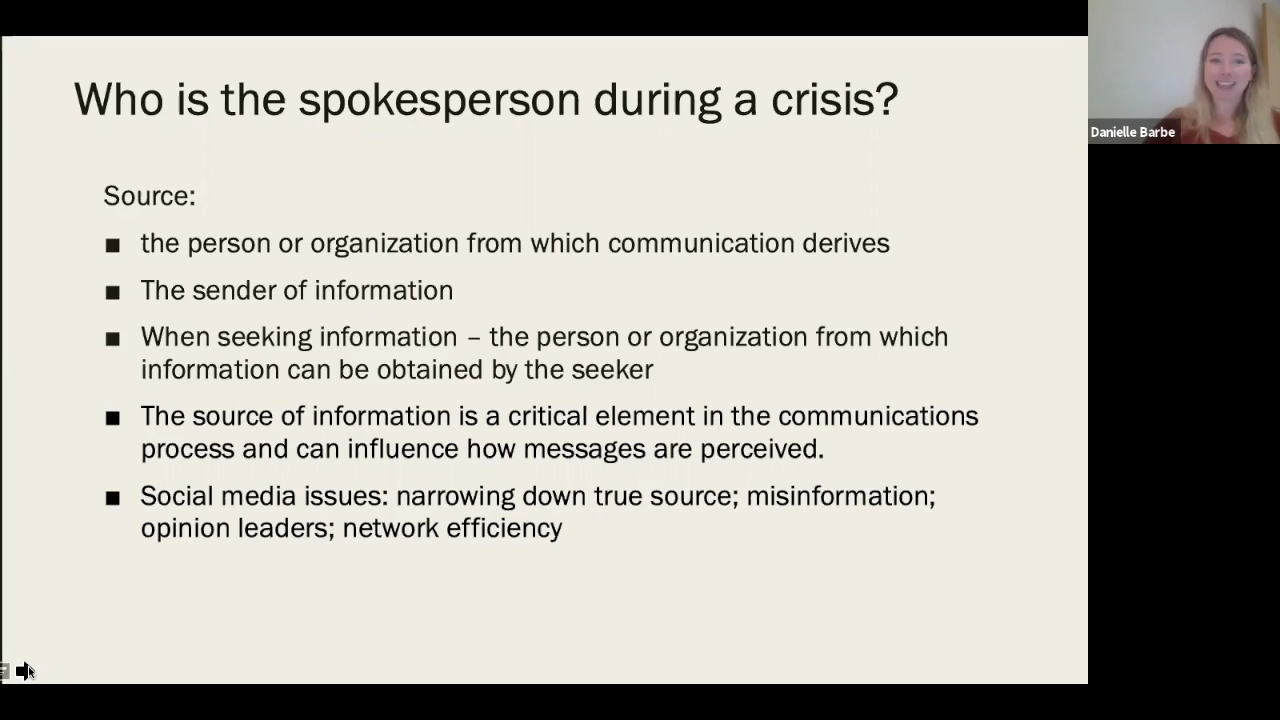 Who is the spokesperson during a crisis?
Danielle Barbe
Source:
■ the person or organization from which communication derives
■ The sender of information
■ When seeking information – the person or organization from which
information can be obtained by the seeker
■ The source of information is a critical element in the communications
process and can influence how messages are perceived.
■ Social media issues: narrowing down true source; misinformation;
opinion leaders; network efficiency